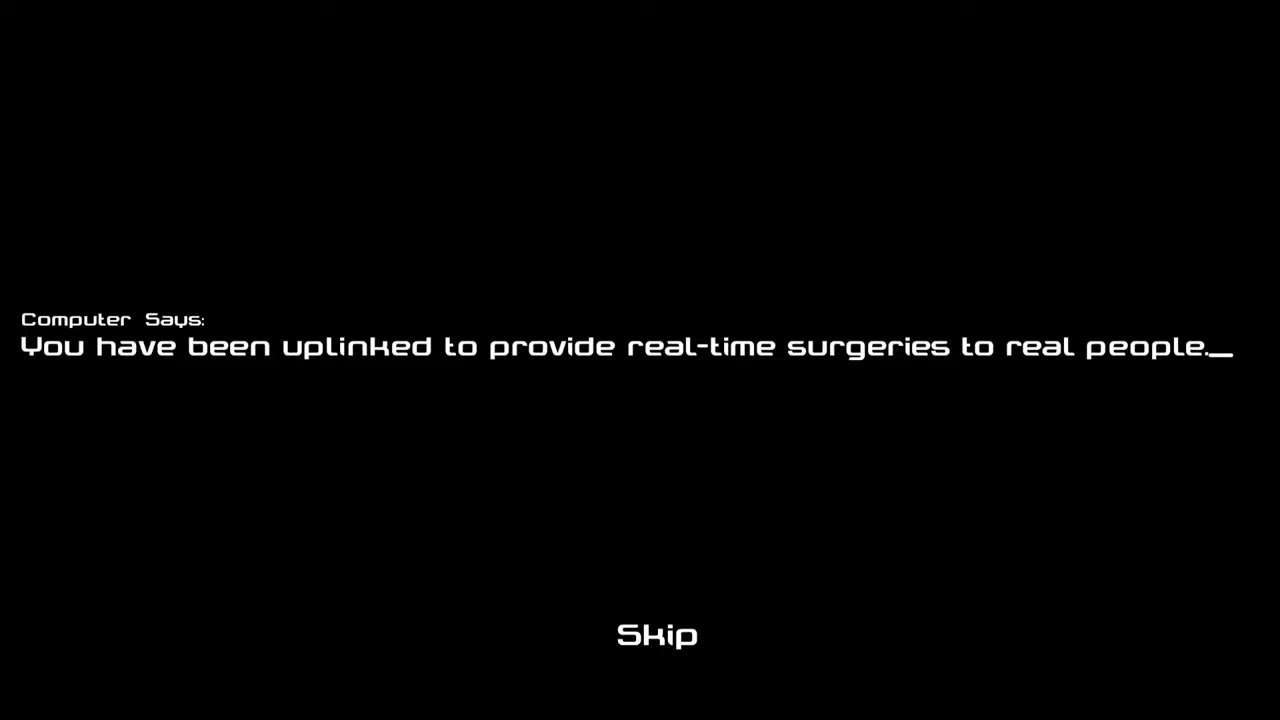 Computer Says:
You have been uplinked to provide real-time surgeries to real people._
Skip